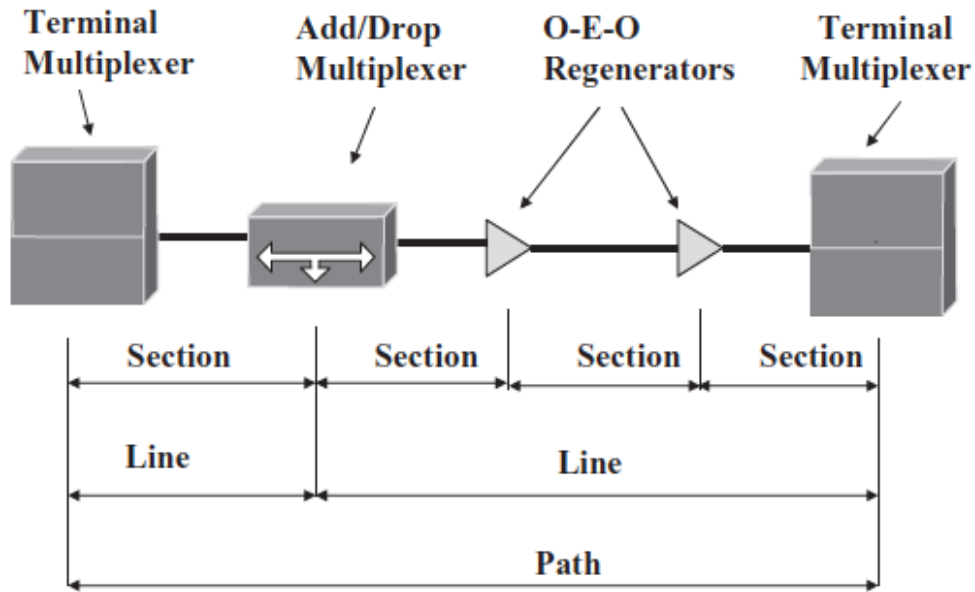 Terminal
Multiplexer
Add/Drop
Multiplexer
O-E-O
Regenerators
Terminal
Multiplexer
Section
Section
Section
Section
Line
Line
Path